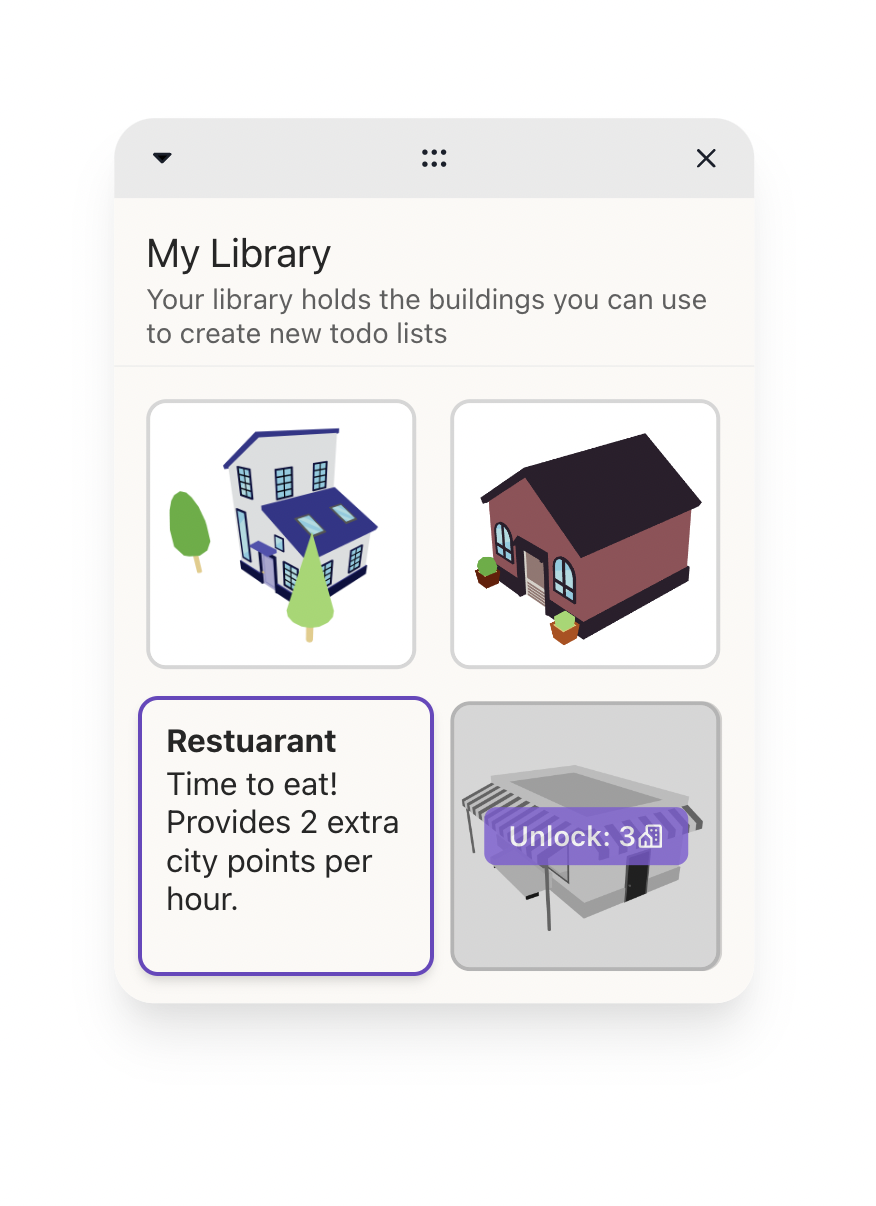 My Library
Your library holds the buildings you can use
to create new todo lists
Restuarant
Time to eat!
Provides 2 extra
city points per
hour.
Unlock: 3